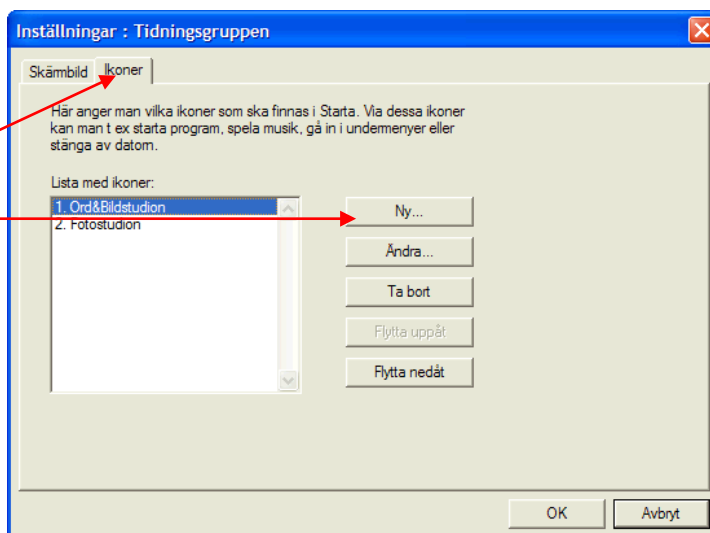 Inställningar : Tidningsgruppen
Skärmbild
Ikoner
Här anger man vilka ikoner som ska finnas i Starta. Via dessa ikoner
kan man t ex starta program, spela musik, gå in i undermenyer eller
stänga av datorn.
Lista med ikoner:
1. Ord&Bildstudion
2. Fotostudion
Ny...
Ändra...
Ta bort
Flytta uppåt
Flytta nedåt
OK
Avbryt